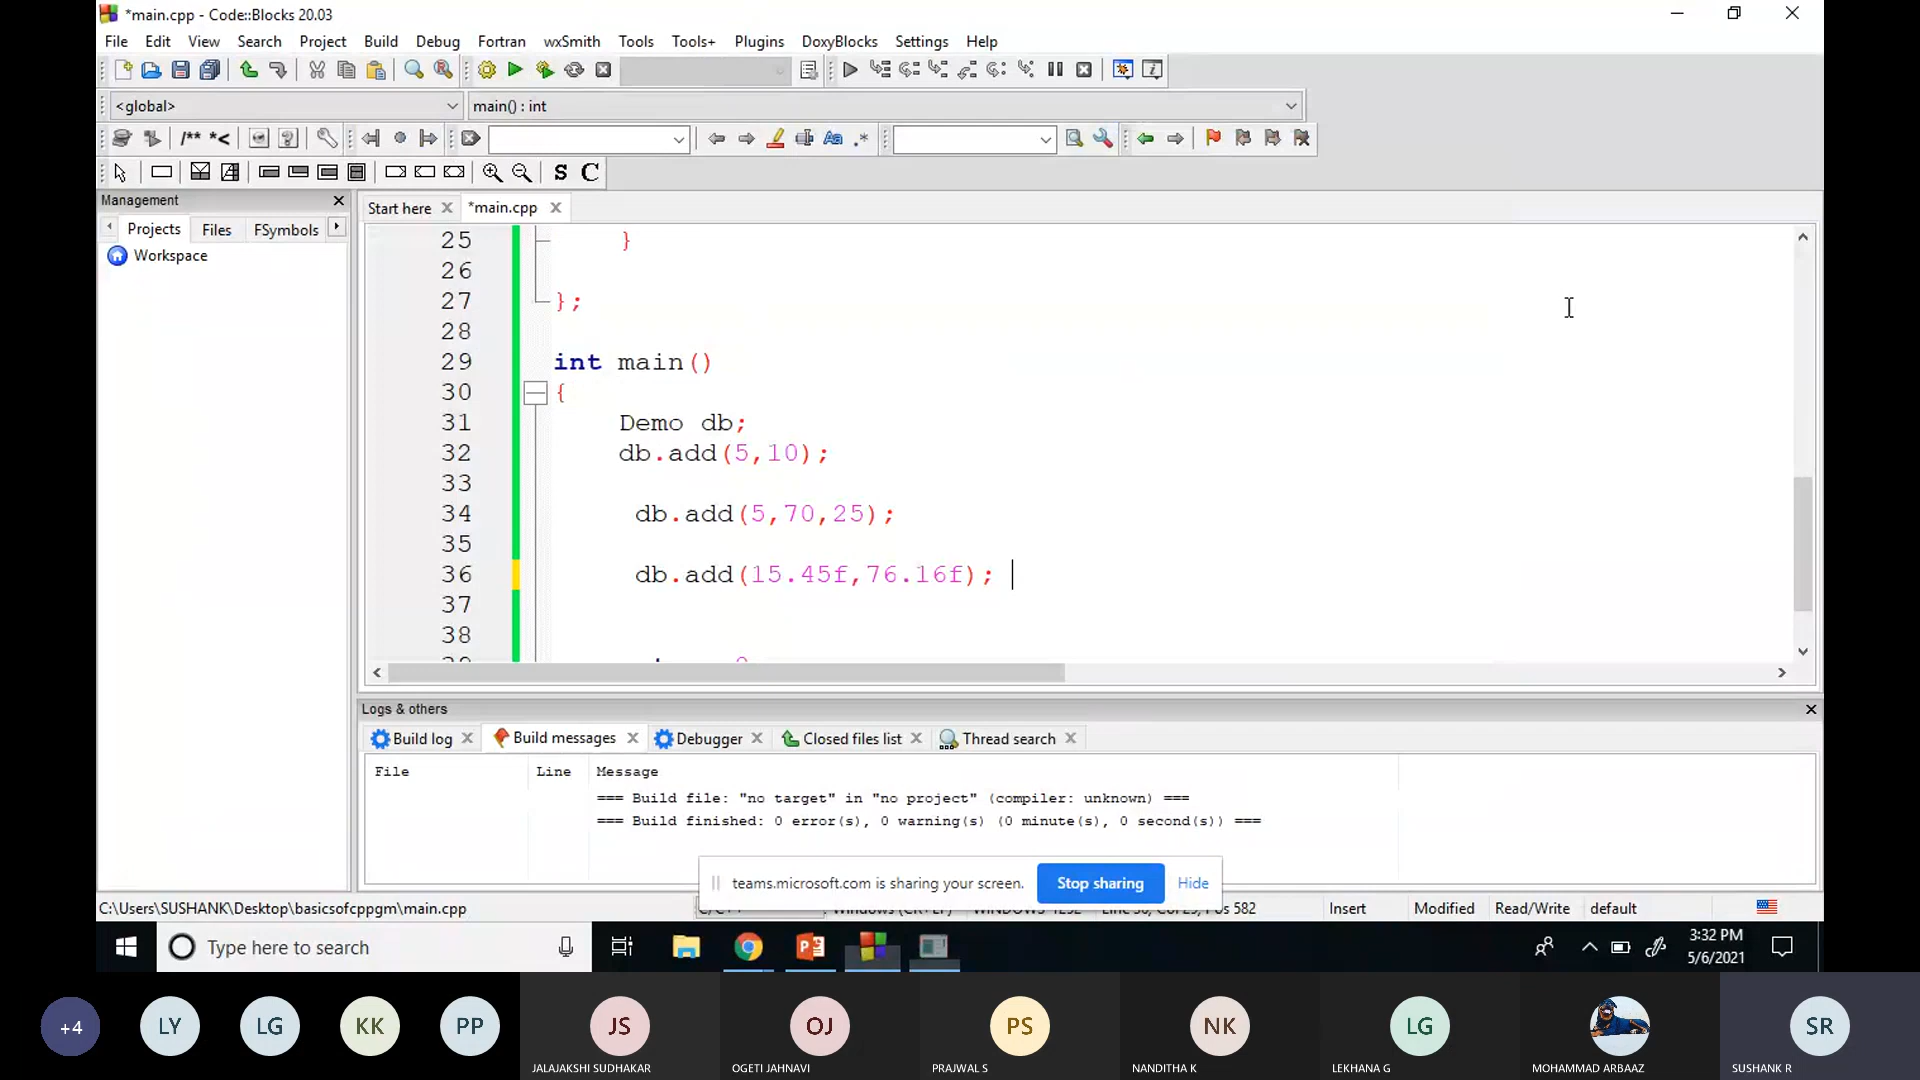 *main.cpp - Code::Blocks 20.03
File Edit View Search Project Build Debug Fortran wxSmith Tools Tools+ Plugins DoxyBlocks Settings Help
<global> main() : int
/** *< Aa .*
S C
Management
Projects Files FSymbols
Workspace
Start here *main.cpp
25 }
26
27 };
28
29 int main()
30 {
31 Demo db;
32 db.add(5,10);
33
34 db.add(5,70,25);
35
36 db.add(15.45f,76.16f);
37
38
Logs & others
Build log Build messages Debugger Closed files list Thread search
File Line Message
=== Build file: "no target" in "no project" (compiler: unknown) ===
=== Build finished: 0 error(s), 0 warning(s) (0 minute(s), 0 second(s)) ===
teams.microsoft.com is sharing your screen. Stop sharing Hide
C:\Users\SUSHANK\Desktop\basicsofcppgm\main.cpp Pos 582 Insert Modified Read/Write default
Type here to search
3:32 PM
5/6/2021
+4 LY LG KK PP JS OJ PS NK LG SR
JALAJAKSHI SUDHAKAR OGETI JAHNAVI PRAJWAL S NANDITHA K LEKHANA G MOHAMMAD ARBAAZ SUSHANK R